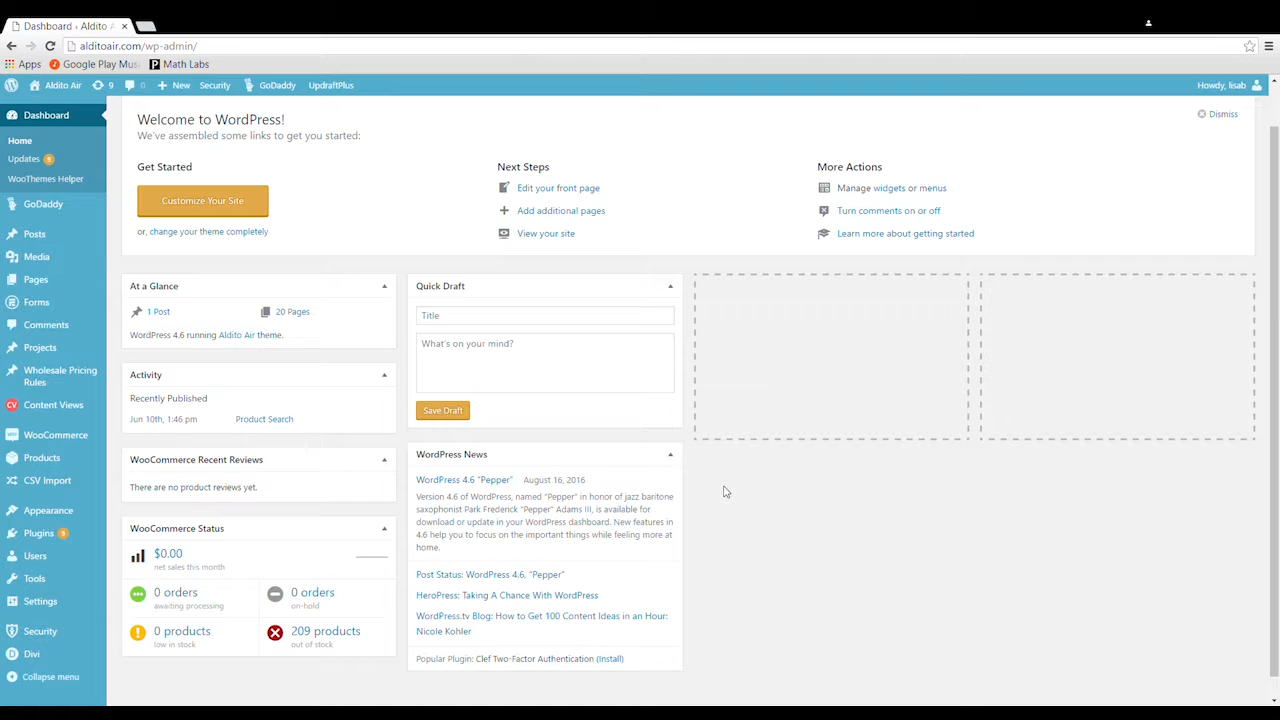 Dashboard ‹ Aldito A
alditoair.com/wp-admin/
Apps Google Play Mus Math Labs
Aldito Air 9 0 New Security GoDaddy UpdraftPlus Howdy, lisab
Dashboard
Home
Updates 9
WooThemes Helper
GoDaddy
Posts
Media
Pages
Forms
Comments
Projects
Wholesale Pricing
Rules
CV Content Views
WooCommerce
Products
CSV Import
Appearance
Plugins 9
Users
Tools
Settings
Security
Divi
Collapse menu
Welcome to WordPress!
Dismiss
We've assembled some links to get you started:
Get Started
Customize Your Site
or, change your theme completely
Next Steps
Edit your front page
Add additional pages
View your site
More Actions
Manage widgets or menus
Turn comments on or off
Learn more about getting started
At a Glance
1 Post 20 Pages
WordPress 4.6 running Aldito Air theme.
Activity
Recently Published
Jun 10th, 1:46 pm Product Search
WooCommerce Recent Reviews
There are no product reviews yet.
WooCommerce Status
$0.00
net sales this month
0 orders
awaiting processing
0 orders
on-hold
0 products
low in stock
209 products
out of stock
Quick Draft
Title
What's on your mind?
Save Draft
WordPress News
WordPress 4.6 "Pepper" August 16, 2016
Version 4.6 of WordPress, named "Pepper" in honor of jazz baritone
saxophonist Park Frederick "Pepper" Adams III, is available for
download or update in your WordPress dashboard. New features in
4.6 help you to focus on the important things while feeling more at
home.
Post Status: WordPress 4.6, "Pepper"
HeroPress: Taking A Chance With WordPress
WordPress.tv Blog: How to Get 100 Content Ideas in an Hour:
Nicole Kohler
Popular Plugin: Clef Two-Factor Authentication (Install)